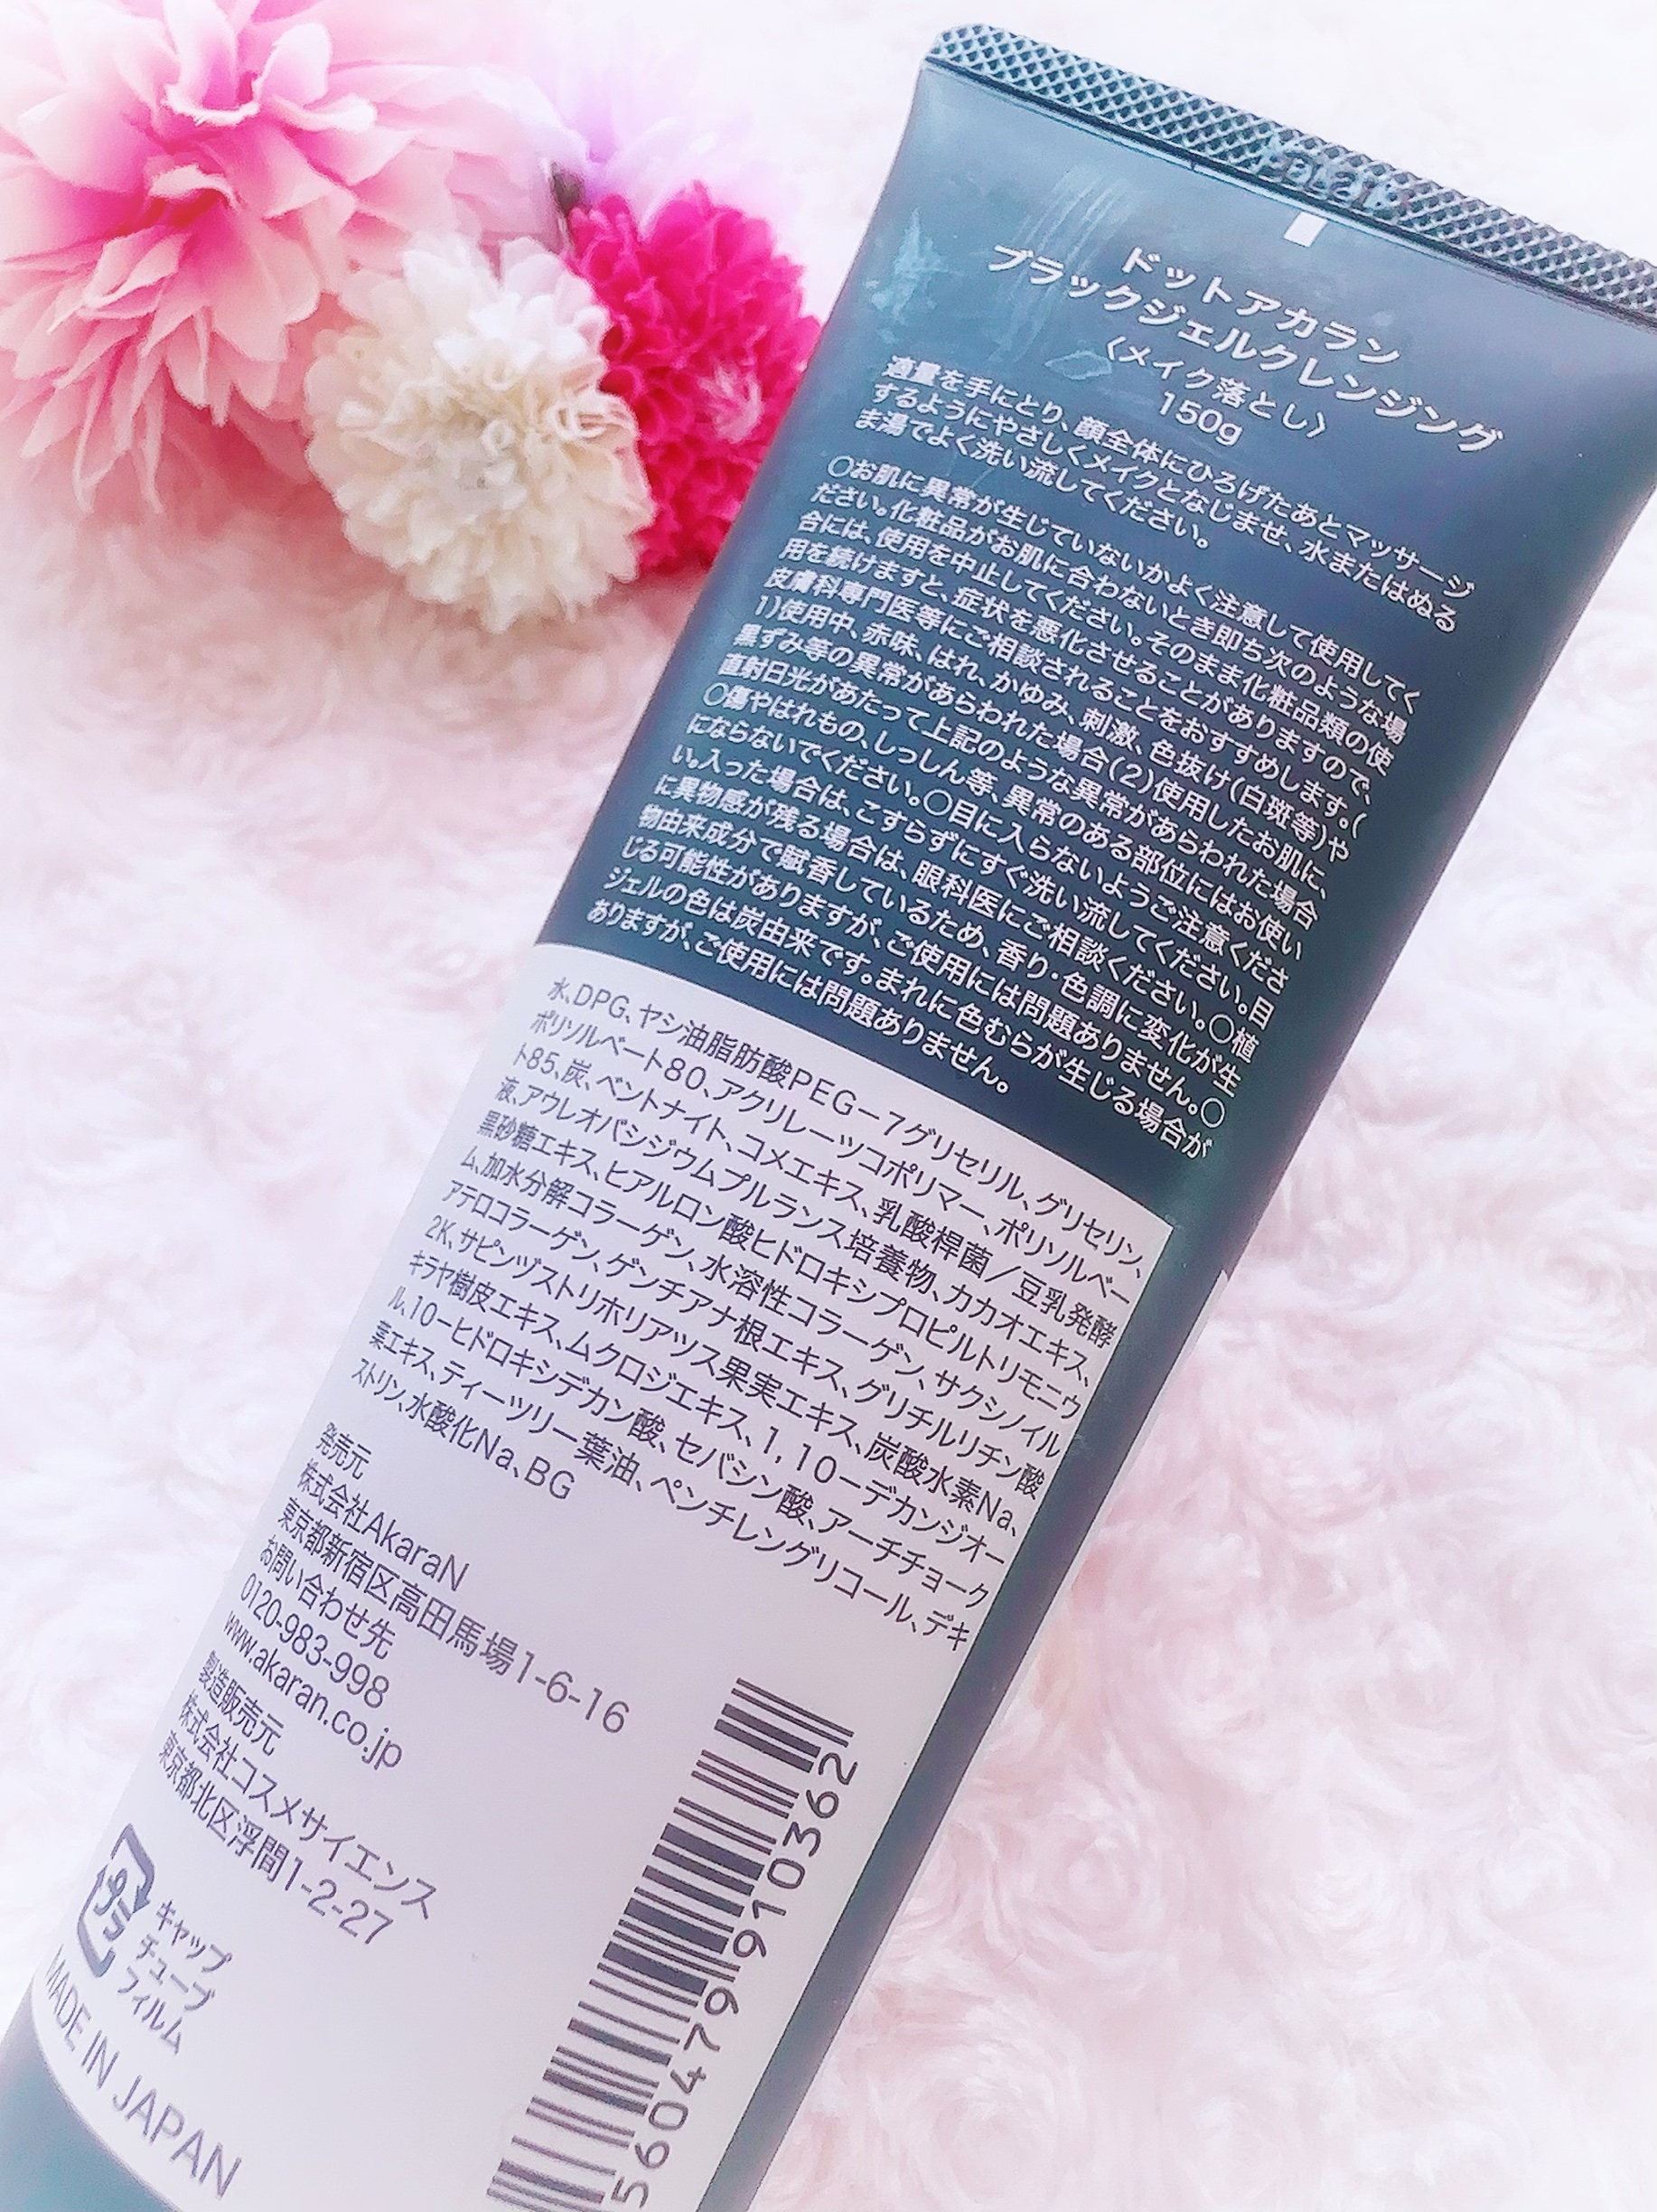 ドットアカラン
ブラックジェルクレンジング
〈メイク落とし〉
150g
適量を手にとり、顔全体にひろげたあとマッサージ
するようにやさしくメイクとなじませ、水またはぬる
ま湯でよく洗い流してください。
〇お肌に異常が生じていないかよく注意して使用してく
ださい。化粧品がお肌に合わないとき即ち次のような場
合には、使用を中止してください。そのまま化粧品類の使
用を続けますと、症状を悪化させることがありますので、
皮膚科専門医等にご相談されることをおすすめします。(
1)使用中、赤味、はれ、かゆみ、刺激、色抜け(白斑等)や
黒ずみ等の異常があらわれた場合(2)使用したお肌に、
直射日光があたって上記のような異常があらわれた場合
〇傷やはれもの、しっしん等、異常のある部位にはお使い
にならないでください。〇目に入らないようご注意くださ
い。入った場合は、こすらずにすぐ洗い流してください。目
に異物感が残る場合は、眼科医にご相談ください。〇植
物由来成分で賦香しているため、香り・色調に変化が生
じる可能性がありますが、ご使用には問題ありません。〇
ジェルの色は炭由来です。まれに色むらが生じる場合が
ありますが、ご使用には問題ありません。
水、DPG、ヤシ油脂肪酸PEG－7グリセリル、グリセリン、
ポリソルベート80、アクリレーツコポリマー、ポリソルベー
ト85、炭、ベントナイト、コメエキス、乳酸桿菌／豆乳発酵
液、アウレオバシジウムプルランス培養物、カカオエキス、
黒砂糖エキス、ヒアルロン酸ヒドロキシプロピルトリモニウ
ム、加水分解コラーゲン、水溶性コラーゲン、サクシノイル
アテロコラーゲン、ゲンチアナ根エキス、グリチルリチン酸
2K、サピンヅストリホリアツス果実エキス、炭酸水素Na、
キラヤ樹皮エキス、ムクロジエキス、1，10－デカンジオー
ル、10－ヒドロキシデカン酸、セバシン酸、アーチチョーク
葉エキス、ティーツリー葉油、ペンチレングリコール、デキ
ストリン、水酸化Na、BG
発売元
株式会社AkaraN
東京都新宿区高田馬場1-6-16
お問い合わせ先
0120-983-998
www.akaran.co.jp
製造販売元
株式会社コスメサイエンス
東京都北区浮間1-2-27
プラ
キャップ
チューブ
フィルム
MADE IN JAPAN
560479910362